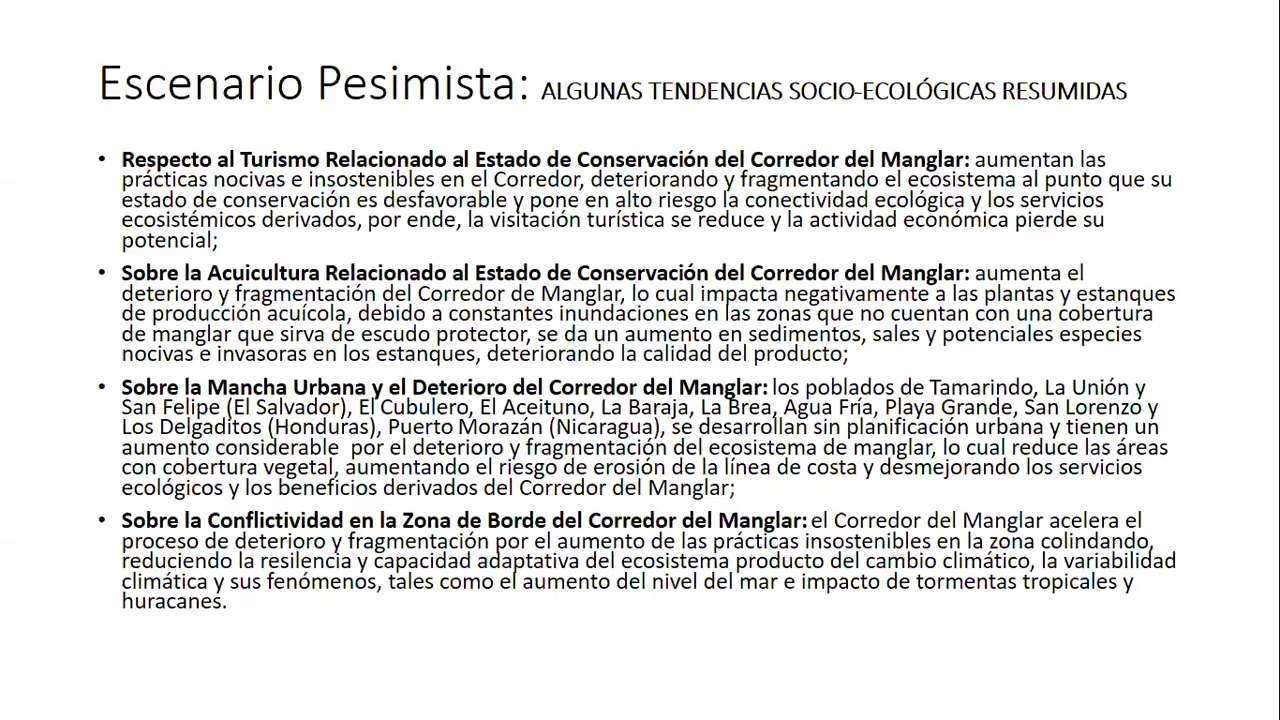 Escenario Pesimista: ALGUNAS TENDENCIAS SOCIO-ECOLÓGICAS RESUMIDAS
• Respecto al Turismo Relacionado al Estado de Conservación del Corredor del Manglar: aumentan las
prácticas nocivas e insostenibles en el Corredor, deteriorando y fragmentando el ecosistema al punto que su
estado de conservación es desfavorable y pone en alto riesgo la conectividad ecológica y los servicios
ecosistémicos derivados, por ende, la visitación turística se reduce y la actividad económica pierde su
potencial;
• Sobre la Acuicultura Relacionado al Estado de Conservación del Corredor del Manglar: aumenta el
deterioro y fragmentación del Corredor de Manglar, lo cual impacta negativamente a las plantas y estanques
de producción acuícola, debido a constantes inundaciones en las zonas que no cuentan con una cobertura
de manglar que sirva de escudo protector, se da un aumento en sedimentos, sales y potenciales especies
nocivas e invasoras en los estanques, deteriorando la calidad del producto;
• Sobre la Mancha Urbana y el Deterioro del Corredor del Manglar: los poblados de Tamarindo, La Unión y
San Felipe (El Salvador), El Cubulero, El Aceituno, La Baraja, La Brea, Agua Fría, Playa Grande, San Lorenzo y
Los Delgaditos (Honduras), Puerto Morazán (Nicaragua), se desarrollan sin planificación urbana y tienen un
aumento considerable  por el deterioro y fragmentación del ecosistema de manglar, lo cual reduce las áreas
con cobertura vegetal, aumentando el riesgo de erosión de la línea de costa y desmejorando los servicios
ecológicos y los beneficios derivados del Corredor del Manglar;
• Sobre la Conflictividad en la Zona de Borde del Corredor del Manglar: el Corredor del Manglar acelera el
proceso de deterioro y fragmentación por el aumento de las prácticas insostenibles en la zona colindando,
reduciendo la resilencia y capacidad adaptativa del ecosistema producto del cambio climático, la variabilidad
climática y sus fenómenos, tales como el aumento del nivel del mar e impacto de tormentas tropicales y
huracanes.